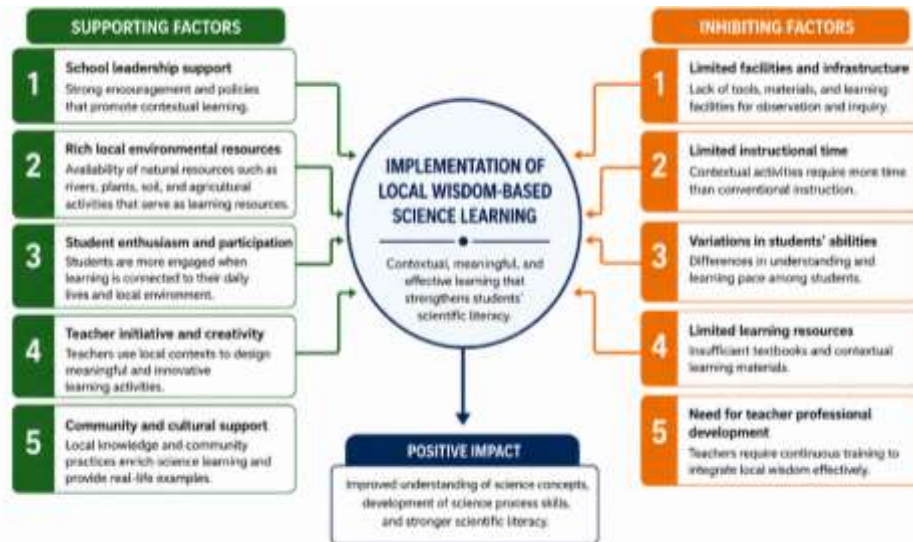 SUPPORTING FACTORS
1
School leadership support
Strong encouragement and policies
that promote contextual learning.
2
Rich local environmental resources
Availability of natural resources such as
rivers, plants, soil, and agricultural
activities that serve as learning resources.
3
Student enthusiasm and participation
Students are more engaged when
learning is connected to their daily
lives and local environment.
4
Teacher initiative and creativity
Teachers use local contexts to design
meaningful and innovative
learning activities.
5
Community and cultural support
Local knowledge and community
practices enrich science learning and
provide real-life examples.
IMPLEMENTATION OF
LOCAL WISDOM-BASED
SCIENCE LEARNING
Contextual, meaningful, and
effective learning that
strengthens students'
scientific literacy.
POSITIVE IMPACT
Improved understanding of science concepts,
development of science process skills,
and stronger scientific literacy.
INHIBITING FACTORS
1
Limited facilities and infrastructure
Lack of tools, materials, and learning
facilities for observation and inquiry.
2
Limited instructional time
Contextual activities require more time
than conventional instruction.
3
Variations in students' abilities
Differences in understanding and
learning pace among students.
4
Limited learning resources
Insufficient textbooks and contextual
learning materials.
5
Need for teacher professional
development
Teachers require continuous training to
integrate local wisdom effectively.